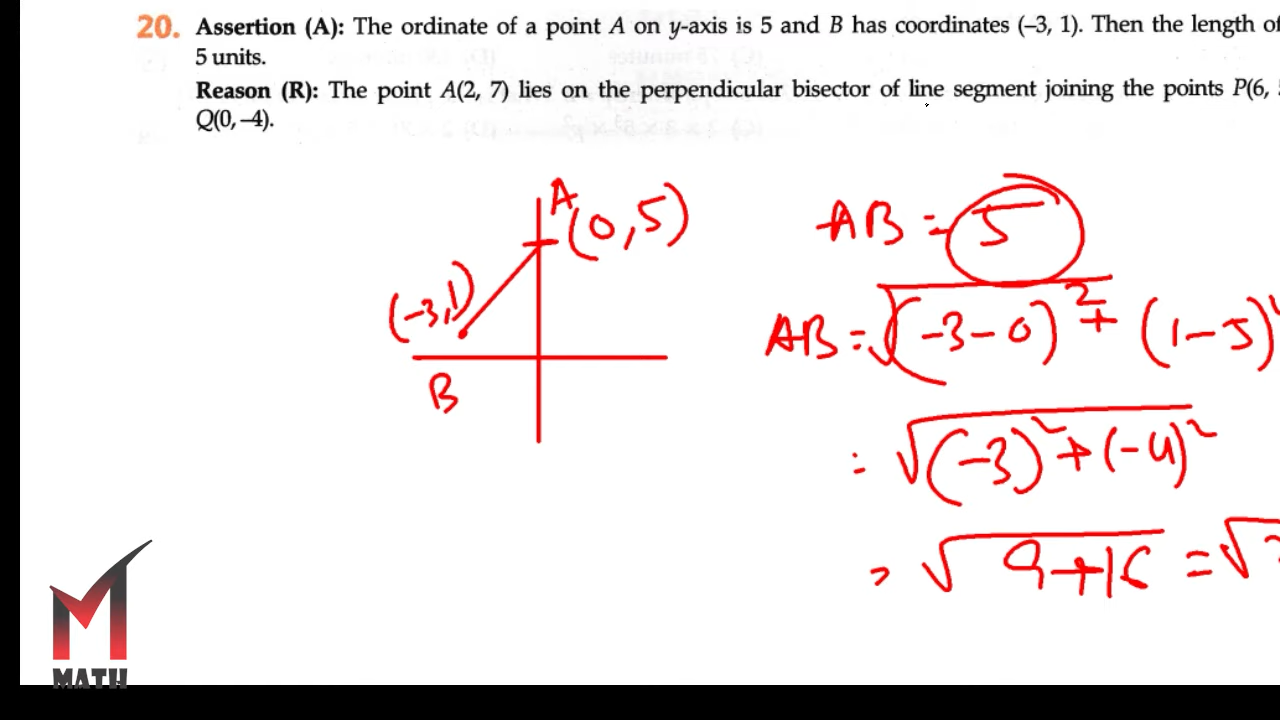 20. Assertion (A): The ordinate of a point A on y-axis is 5 and B has coordinates (–3, 1). Then the length of
5 units.
Reason (R): The point A(2, 7) lies on the perpendicular bisector of line segment joining the points P(6,
Q(0, –4).
A
(0, 5)
(-3, 1)
B
AB = 5
AB = √(-3-0)² + (1-5)
= √(-3)² + (-4)²
= √9+16 = √
MATH